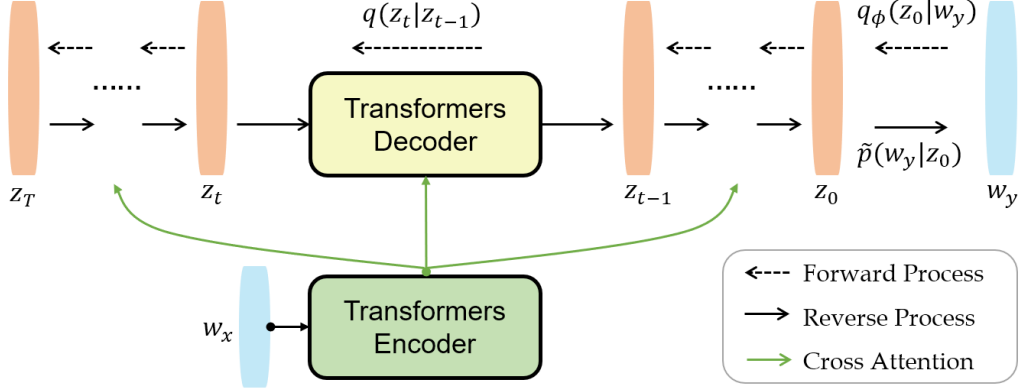 q(z_t|z_{t-1})
q_ϕ(z_0|w_y)
......
......
Transformers
Decoder
p̃(w_y|z_0)
z_T
z_t
z_{t-1}
z_0
w_y
w_x
Transformers
Encoder
Forward Process
Reverse Process
Cross Attention